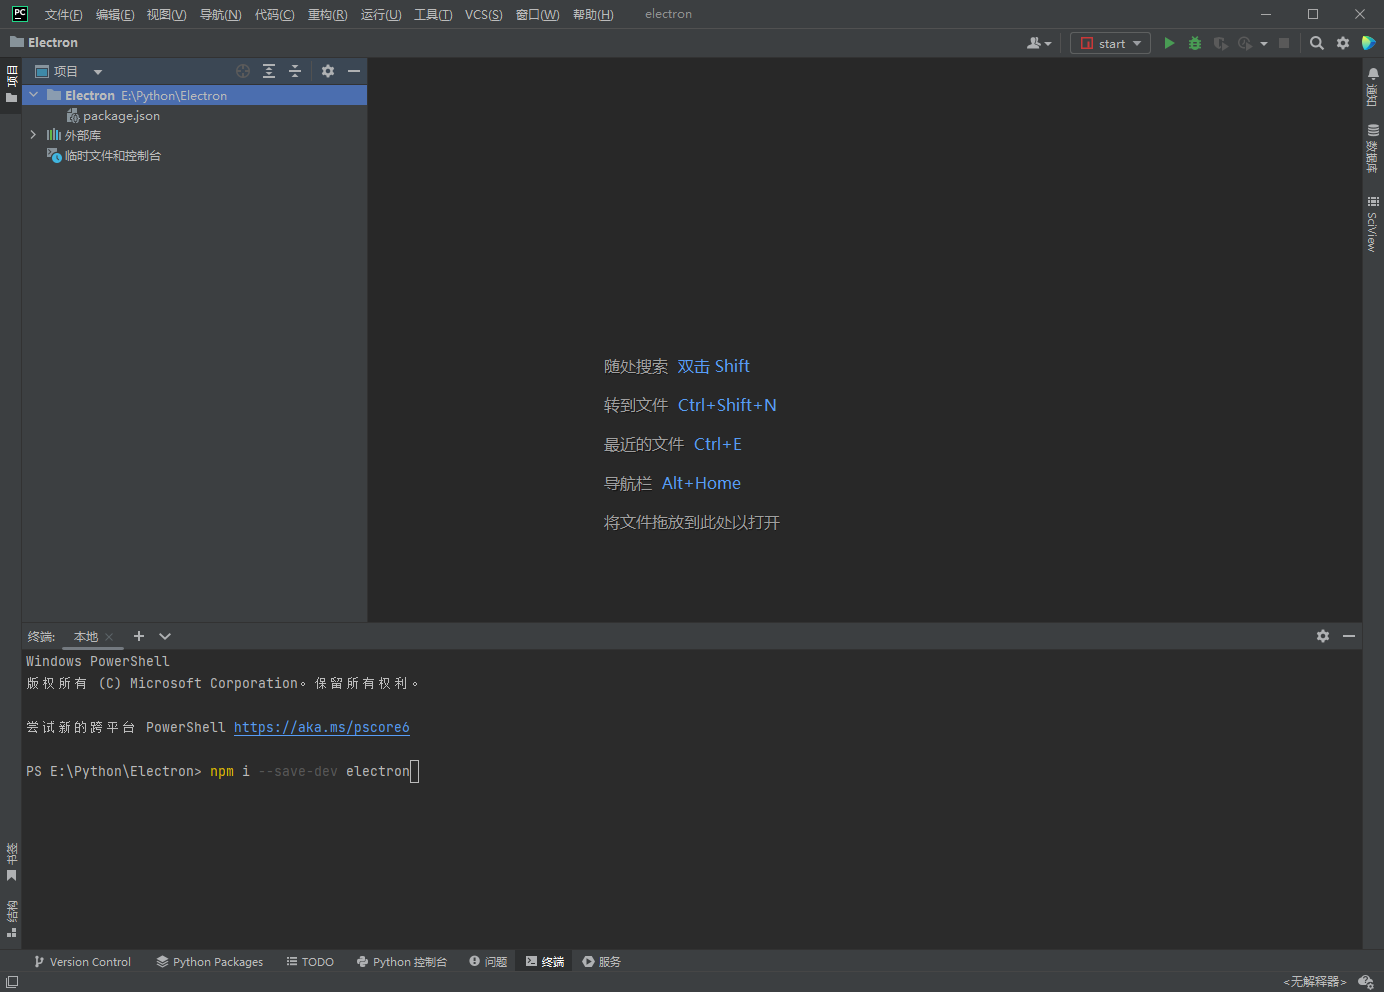 PC 文件(F) 编辑(E) 视图(V) 导航(N) 代码(C) 重构(R) 运行(U) 工具(T) VCS(S) 窗口(W) 帮助(H) electron
Electron
start
项目
项目
Electron E:\Python\Electron
package.json
外部库
临时文件和控制台
随处搜索 双击 Shift
转到文件 Ctrl+Shift+N
最近的文件 Ctrl+E
导航栏 Alt+Home
将文件拖放到此处以打开
通知
数据库
SciView
终端: 本地
Windows PowerShell
版权所有 (C) Microsoft Corporation。保留所有权利。
尝试新的跨平台 PowerShell https://aka.ms/pscore6
PS E:\Python\Electron> npm i --save-dev electron
书签
结构
Version Control Python Packages TODO Python 控制台 问题 终端 服务
<无解释器>